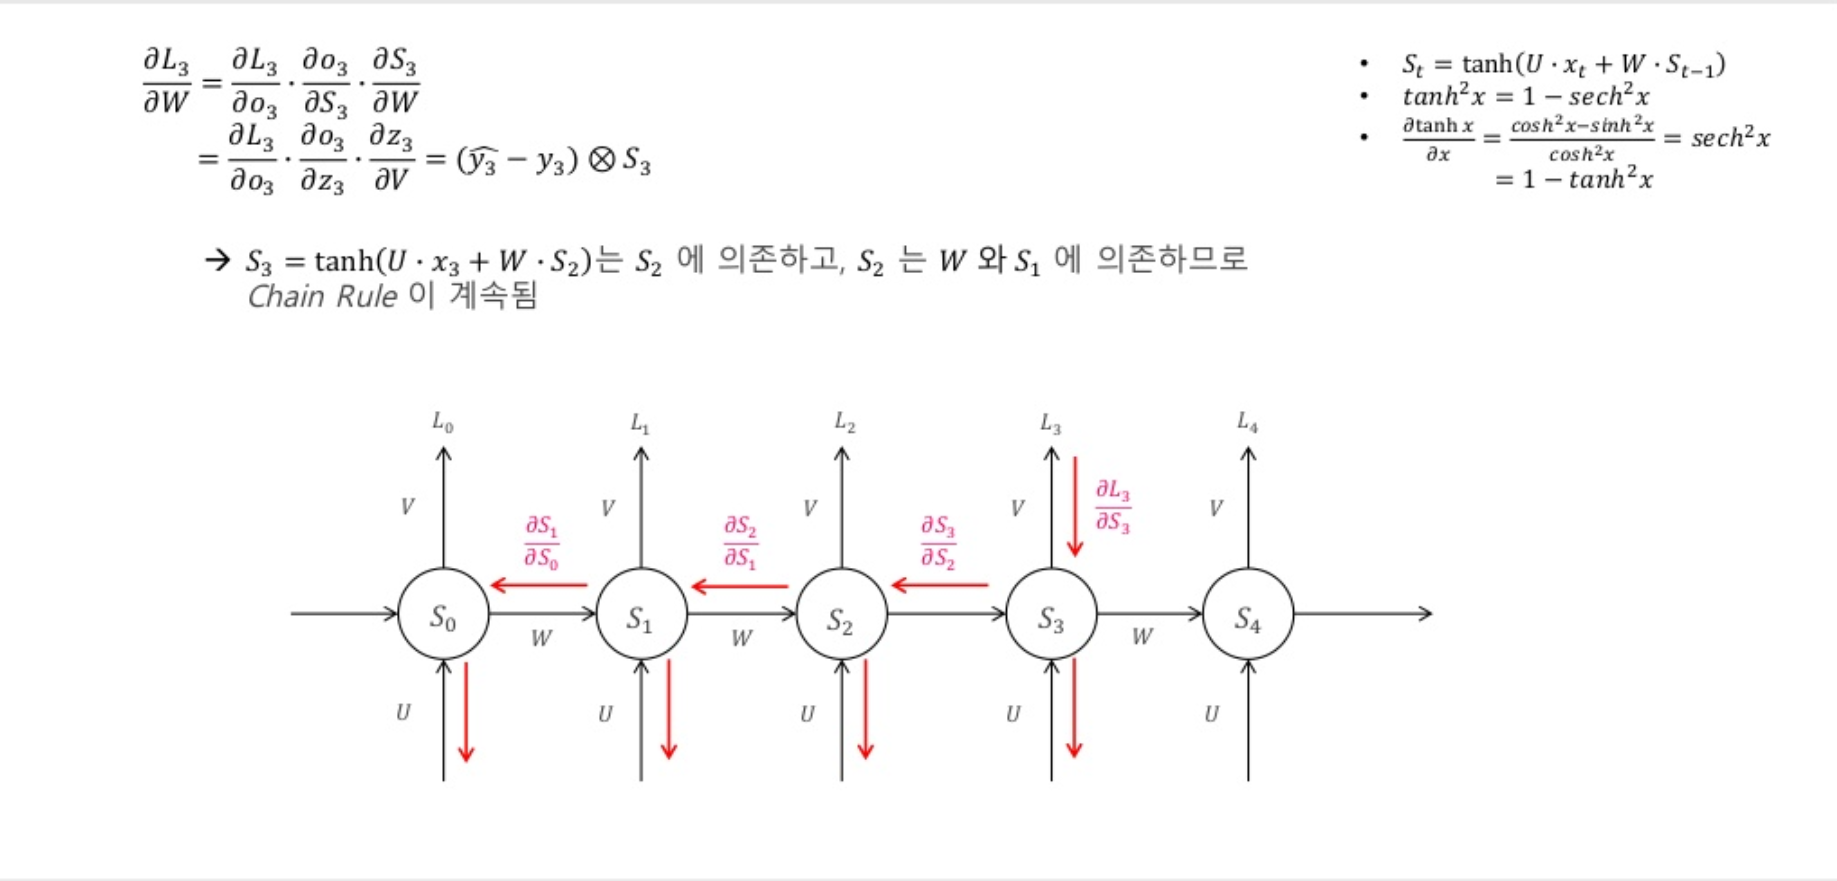 ∂L₃/∂W = ∂L₃/∂o₃ · ∂o₃/∂S₃ · ∂S₃/∂W
= ∂L₃/∂o₃ · ∂o₃/∂z₃ · ∂z₃/∂V = (ŷ₃ − y₃) ⊗ S₃
• Sₜ = tanh(U · xₜ + W · Sₜ₋₁)
• tanh²x = 1 − sech²x
• ∂tanh x/∂x = cosh²x−sinh²x/cosh²x = sech²x
= 1 − tanh²x
→ S₃ = tanh(U · x₃ + W · S₂)는 S₂ 에 의존하고, S₂ 는 W 와 S₁ 에 의존하므로
Chain Rule 이 계속됨
L₀ L₁ L₂ L₃ L₄
V V V V ∂L₃/∂S₃ V
∂S₁/∂S₀ ∂S₂/∂S₁ ∂S₃/∂S₂
S₀ S₁ S₂ S₃ S₄
W W W
U U U U U